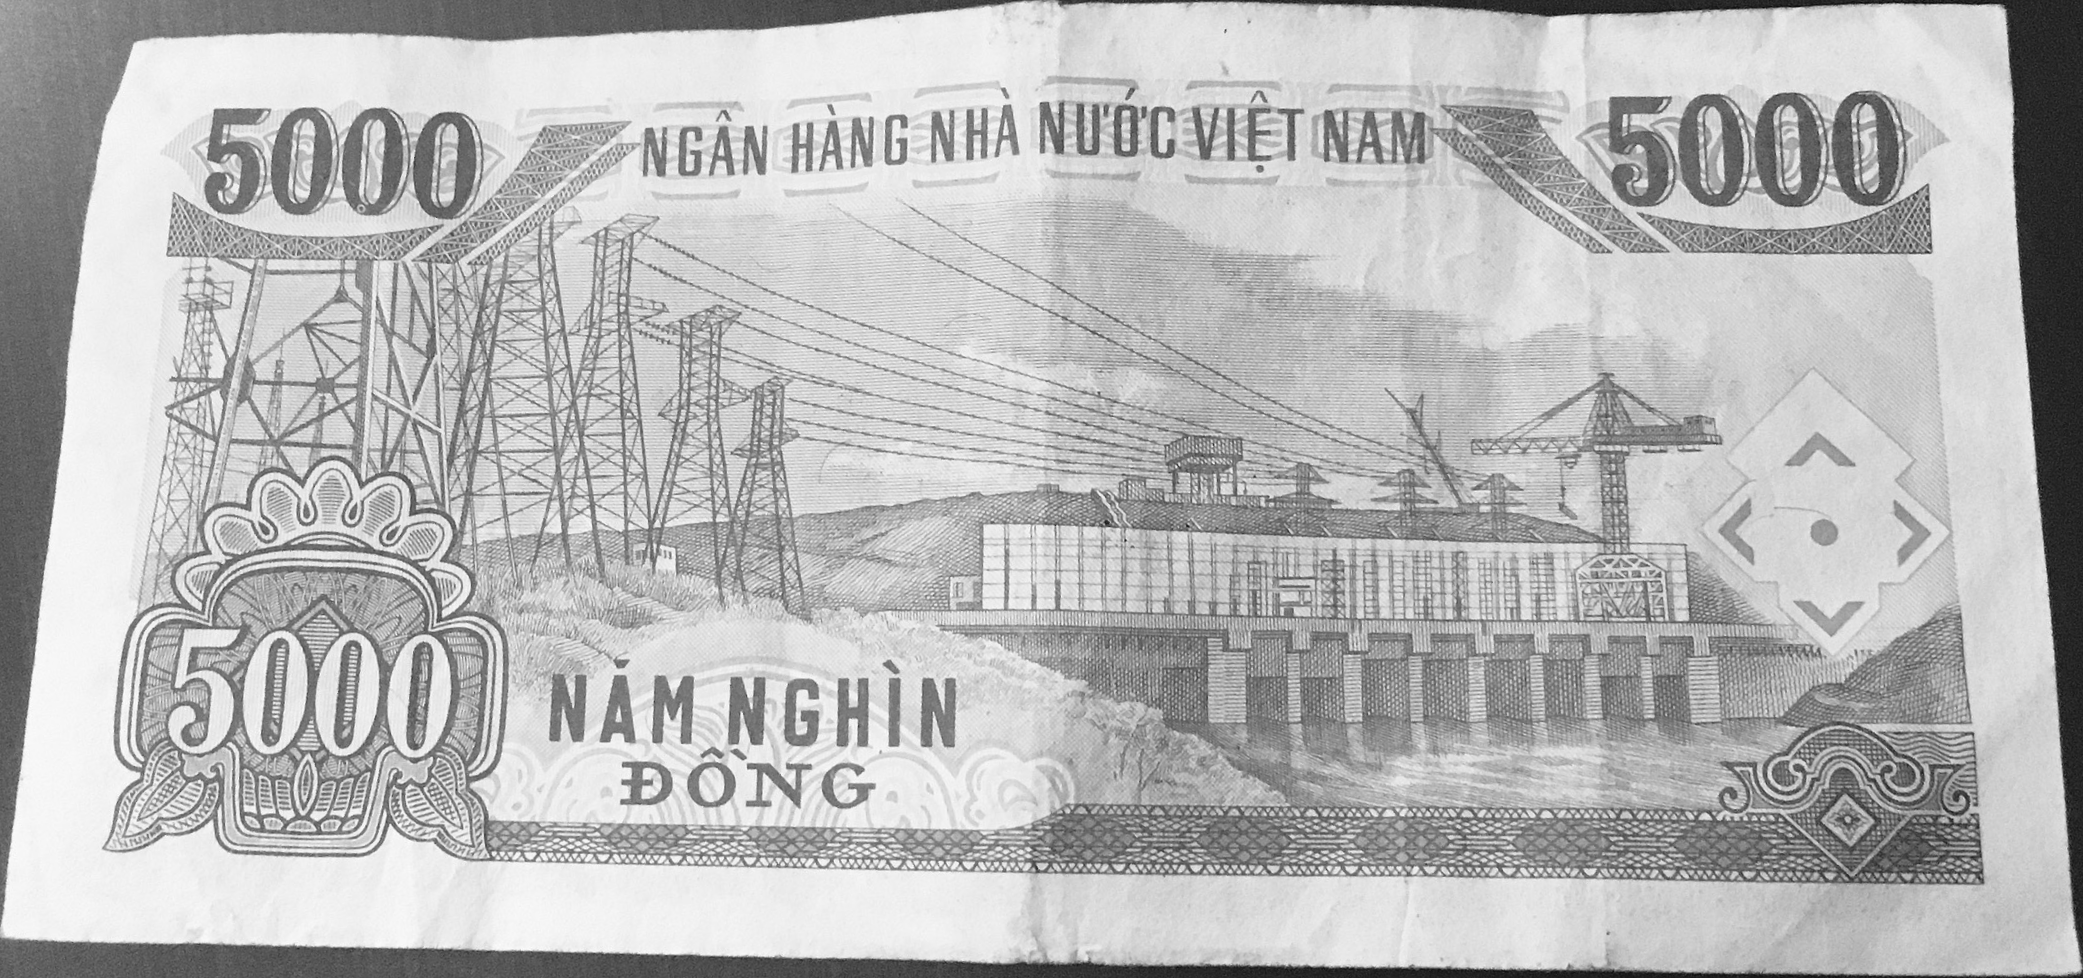 5000 NGÂN HÀNG NHÀ NƯỚC VIỆT NAM 5000
5000
NĂM NGHÌN
ĐỒNG